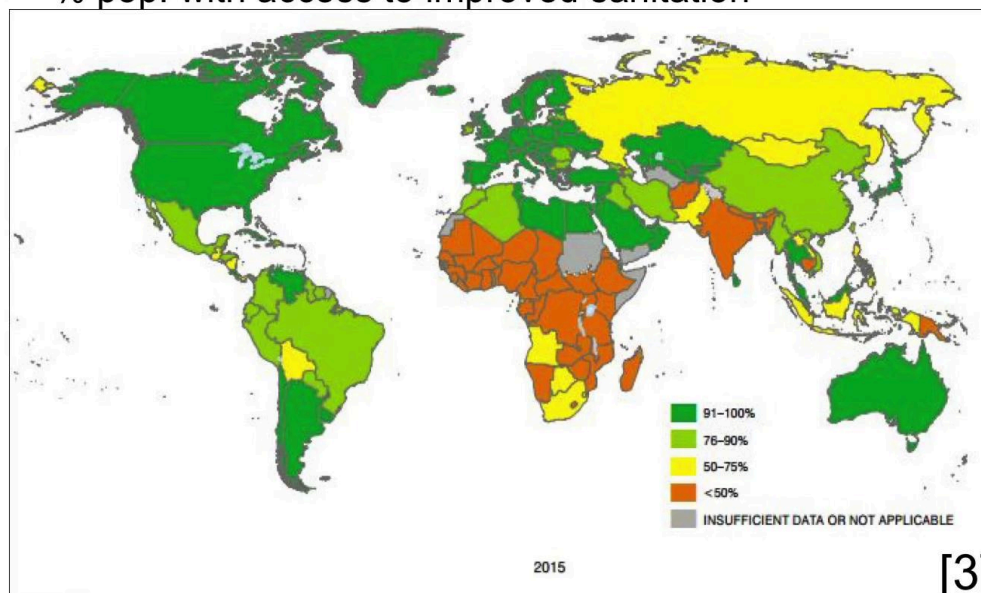 % pop. with access to improved sanitation
91–100%
76–90%
50–75%
<50%
INSUFFICIENT DATA OR NOT APPLICABLE
2015